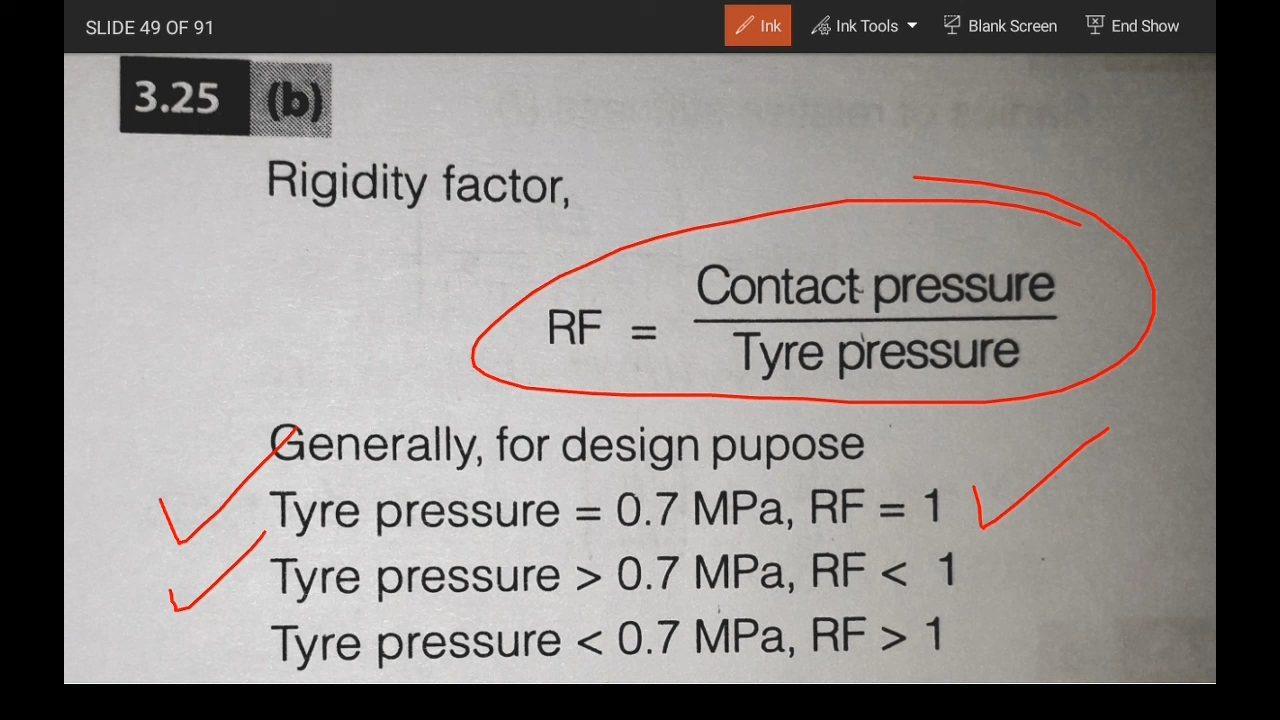 SLIDE 49 OF 91
Ink
Ink Tools
Blank Screen
End Show
3.25 (b)
Rigidity factor,
RF = Contact pressure
Tyre pressure
Generally, for design pupose
Tyre pressure = 0.7 MPa, RF = 1
Tyre pressure > 0.7 MPa, RF < 1
Tyre pressure < 0.7 MPa, RF > 1